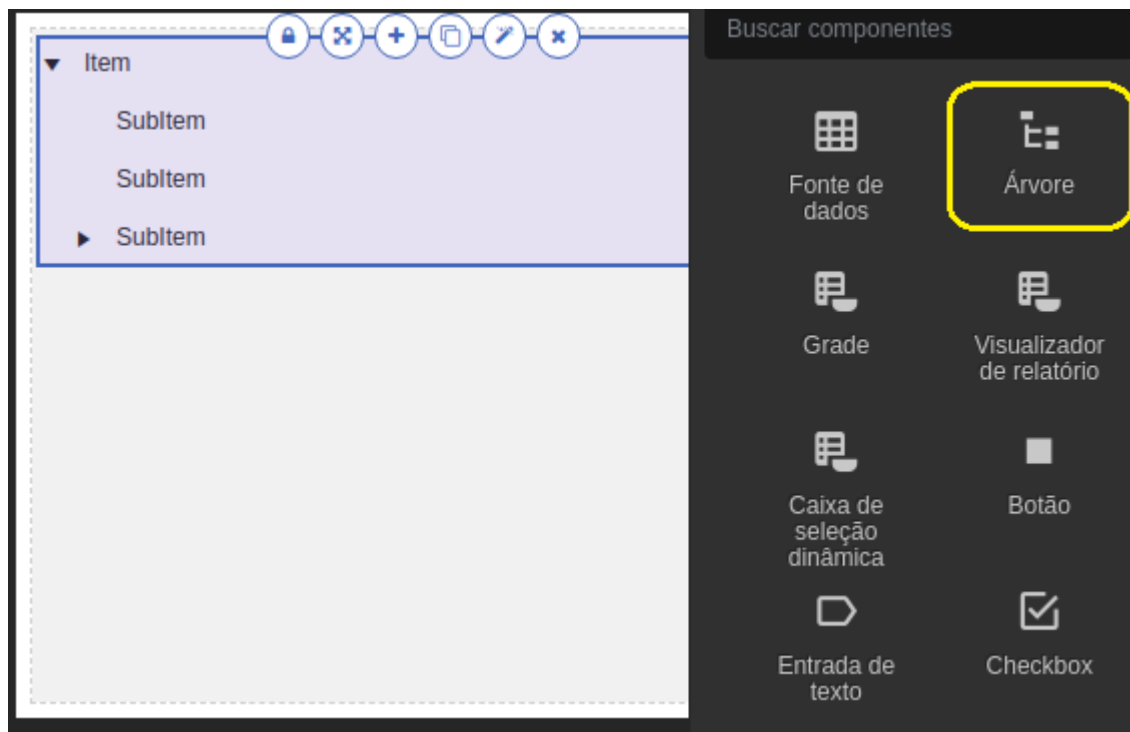 Item
SubItem
SubItem
SubItem
Buscar componentes
Fonte de
dados
Árvore
Grade
Visualizador
de relatório
Caixa de
seleção
dinâmica
Botão
Entrada de
texto
Checkbox